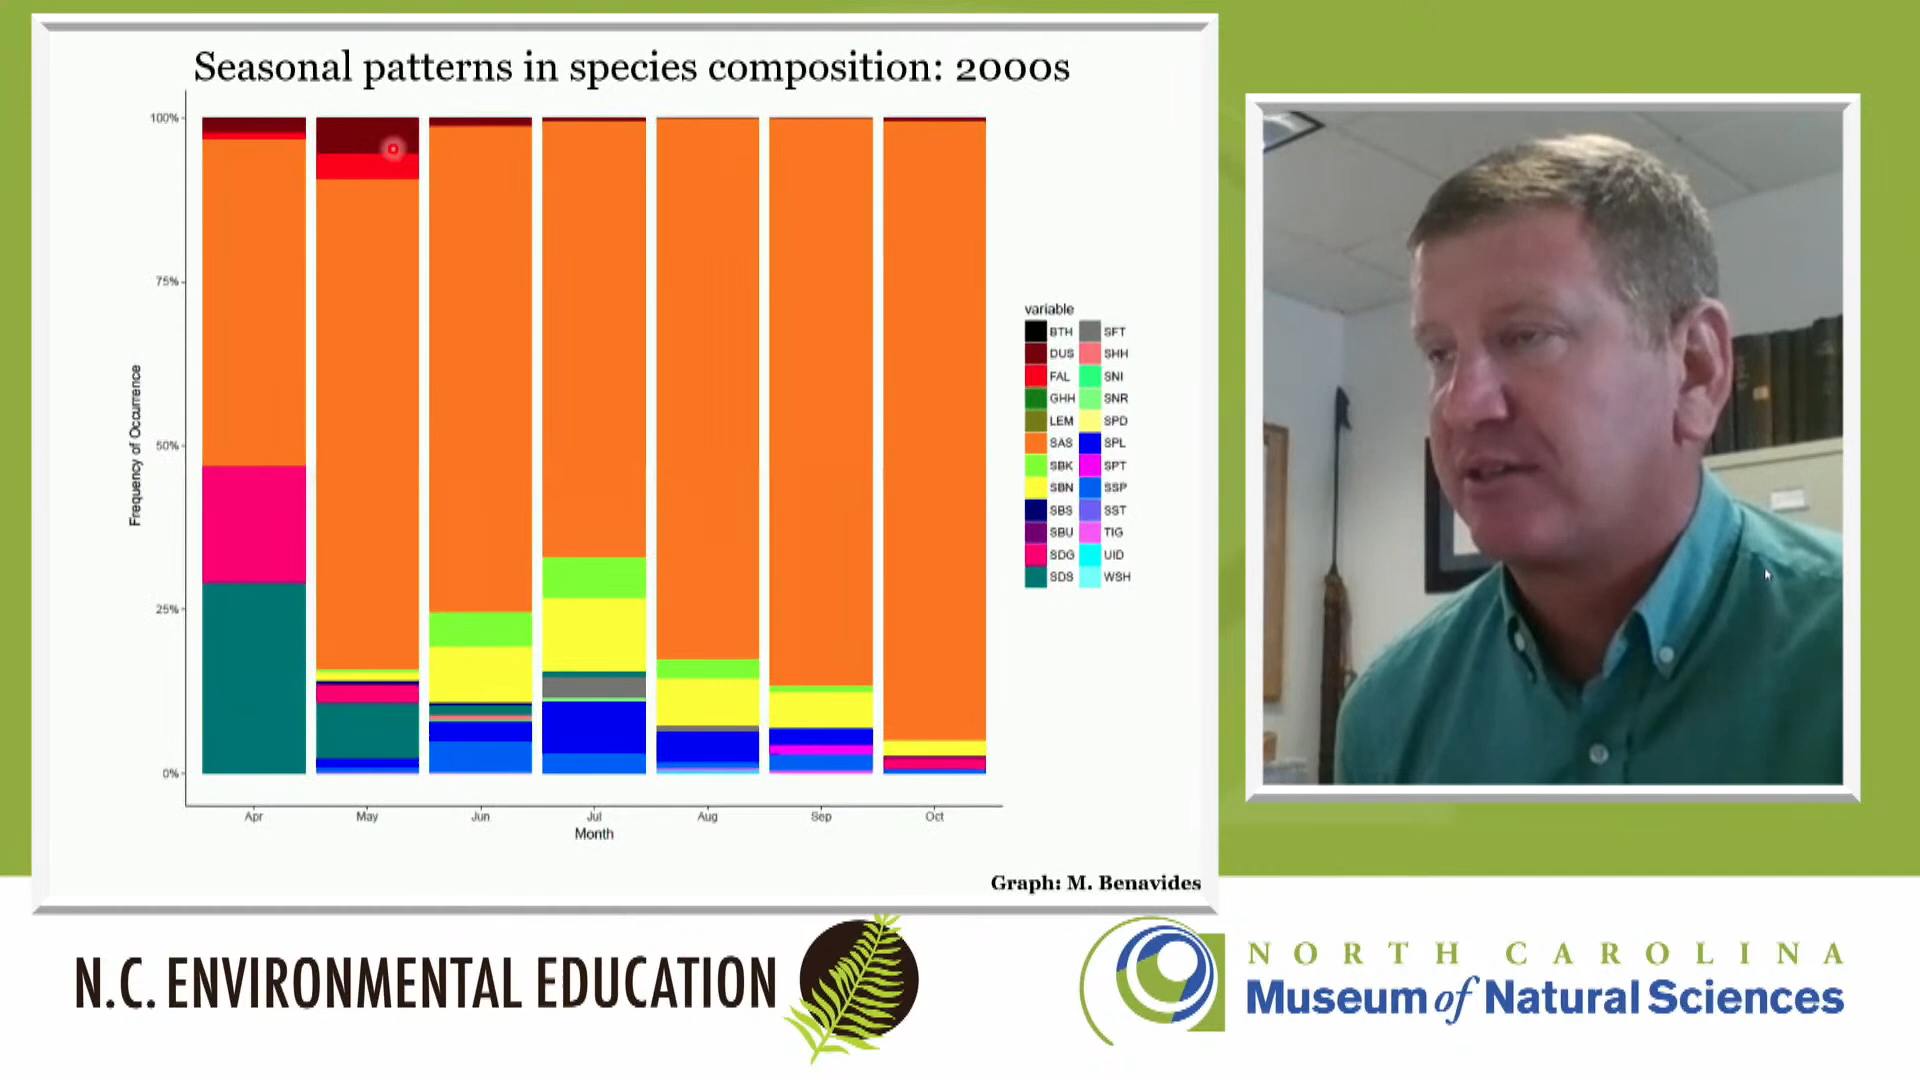 Seasonal patterns in species composition: 2000s
100%
75%
50%
25%
0%
Frequency of Occurrence
Apr May Jun Jul Aug Sep Oct
Month
variable
BTH SFT
DUS SHH
FAL SNI
GHH SNR
LEM SPD
SAS SPL
SBK SPT
SBN SSP
SBS SST
SBU TIG
SDG UID
SDS WSH
Graph: M. Benavides
N.C. ENVIRONMENTAL EDUCATION
NORTH CAROLINA
Museum of Natural Sciences